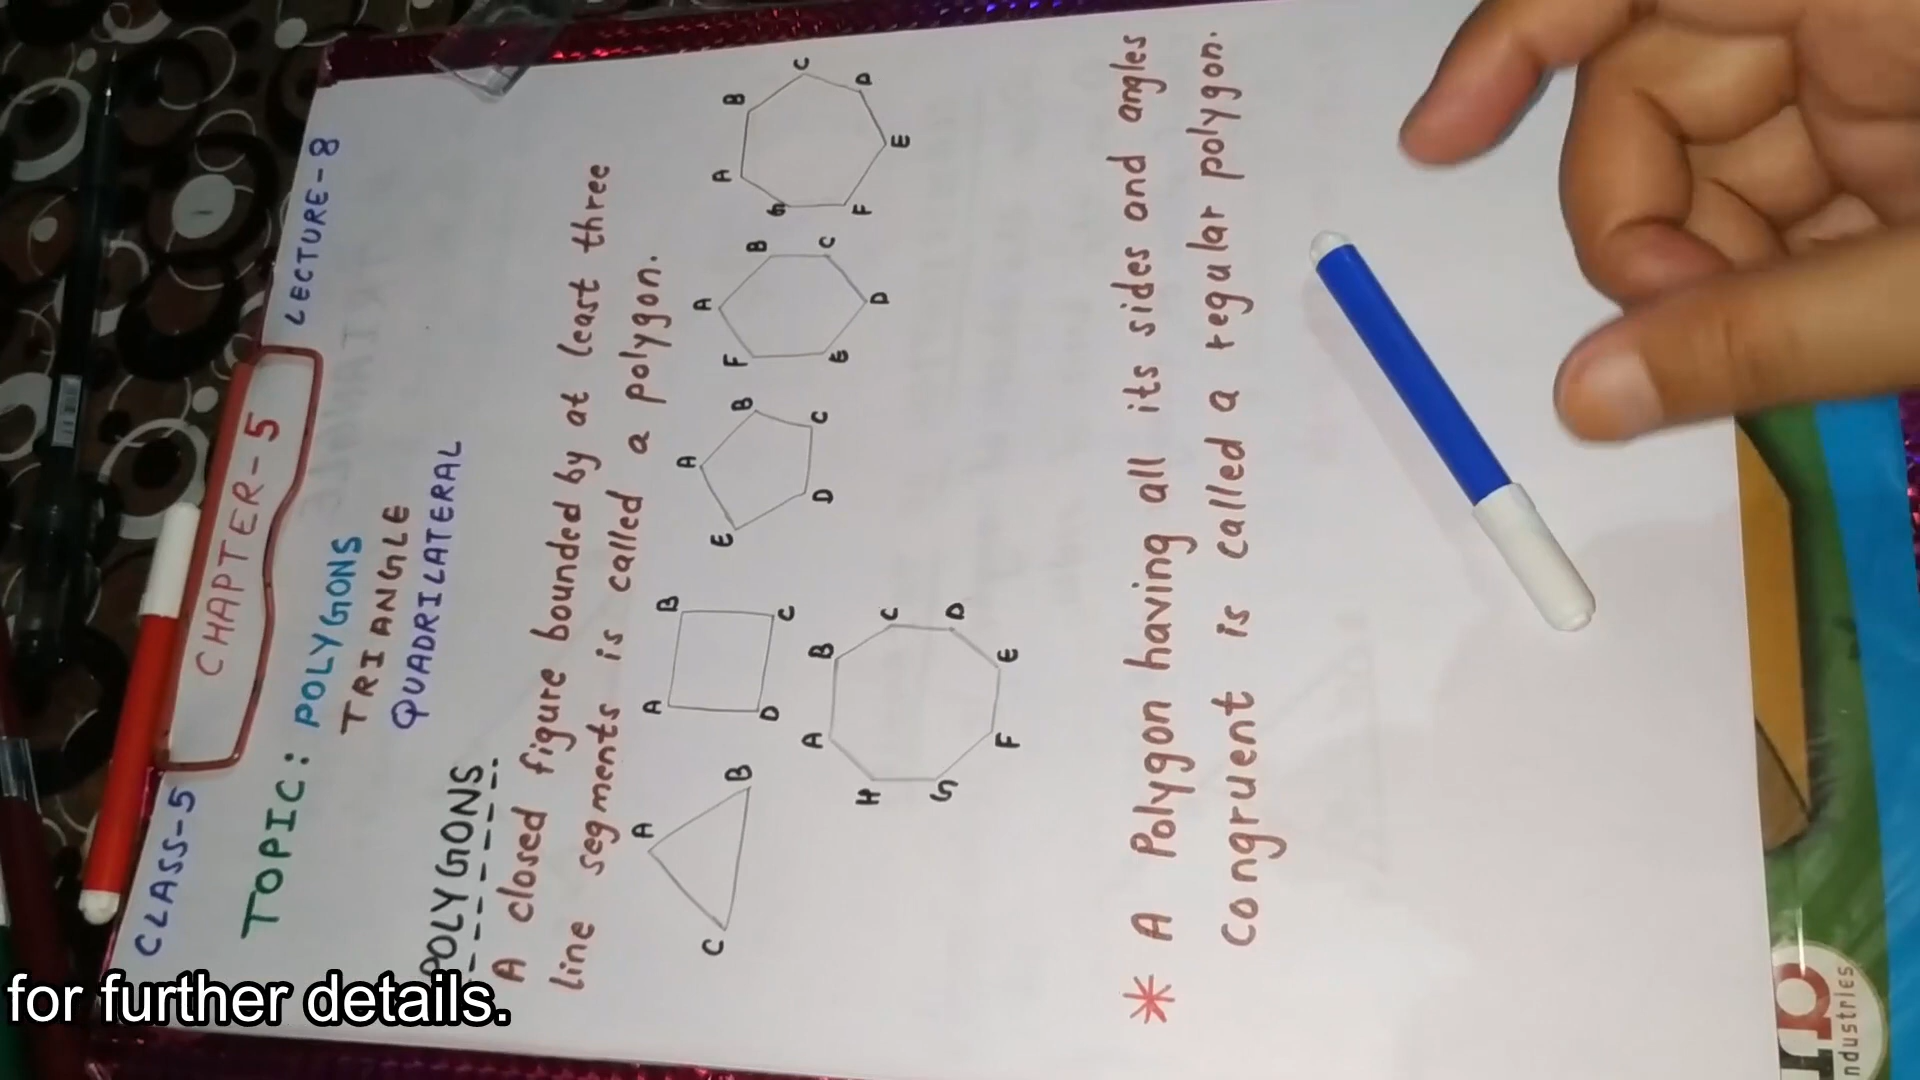 CLASS-5
CHAPTER-5
LECTURE-8
TOPIC: POLYGONS
TRIANGLE
QUADRILATERAL
POLYGONS
A closed figure bounded by at least three
line segments is called a polygon.
A
B
C
A
B
C
D
A
B
C
D
E
A
B
C
D
E
F
A
B
C
D
E
F
G
A
B
C
D
E
F
G
H
* A Polygon having all its sides and angles
congruent is called a regular polygon.
for further details.
ndustries